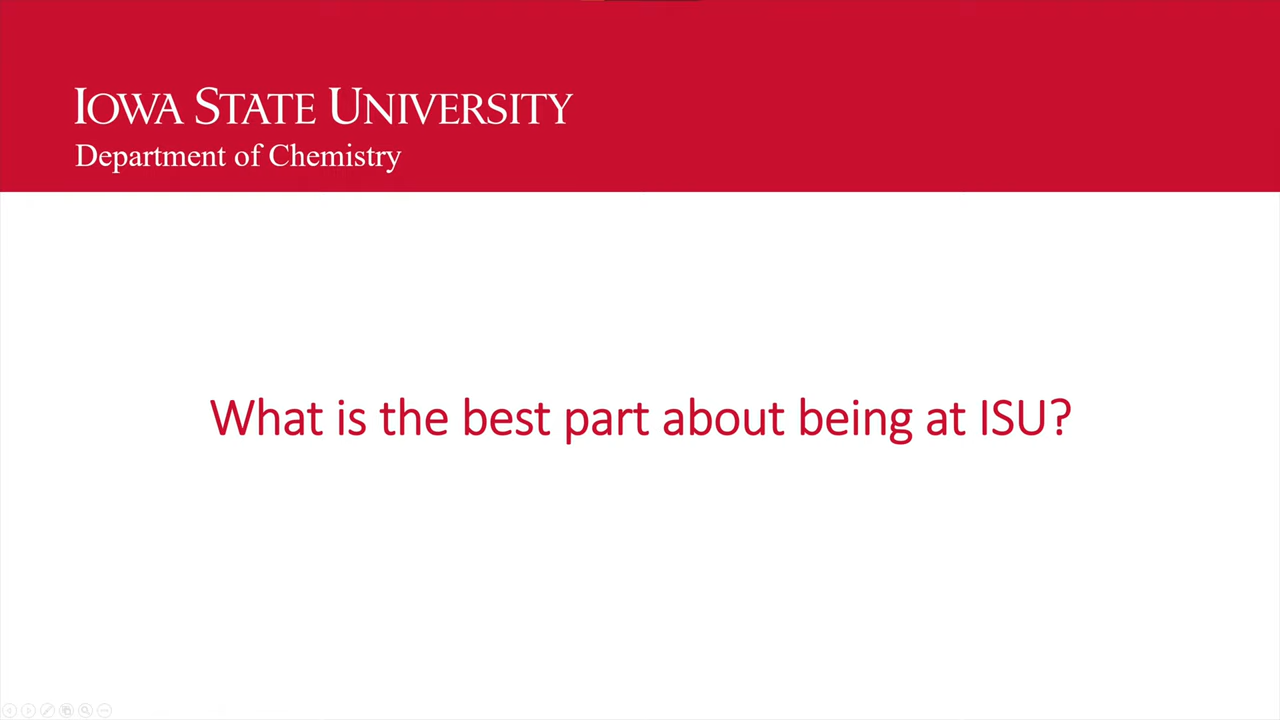 IOWA STATE UNIVERSITY
Department of Chemistry
What is the best part about being at ISU?